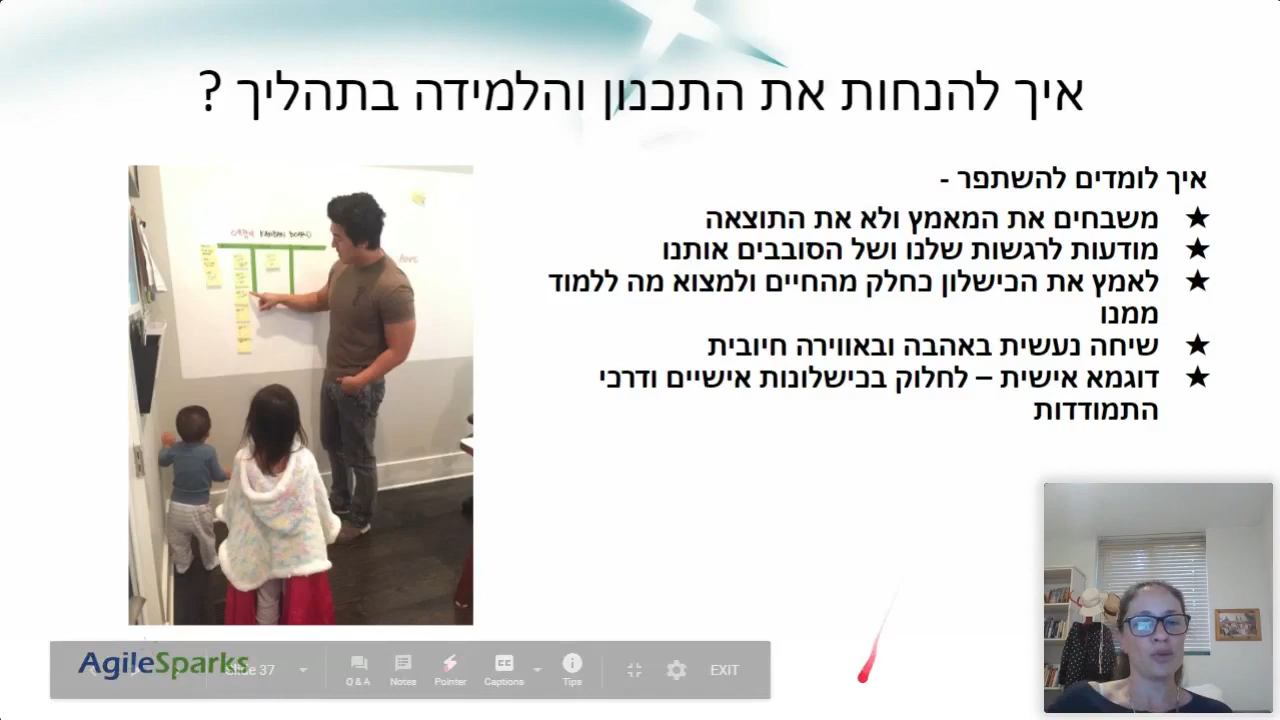 איך להנחות את התכנון והלמידה בתהליך ?
איך לומדים להשתפר -
★ משבחים את המאמץ ולא את התוצאה
★ מודעות לרגשות שלנו ושל הסובבים אותנו
★ לאמץ את הכישלון כחלק מהחיים ולמצוא מה ללמוד
ממנו
★ שיחה נעשית באהבה ובאווירה חיובית
★ דוגמא אישית – לחלוק בכישלונות אישיים ודרכי
התמודדות
KANBAN BOARD
AgileSparks
Slide 37
Q & A
Notes
Pointer
Captions
Tips
EXIT